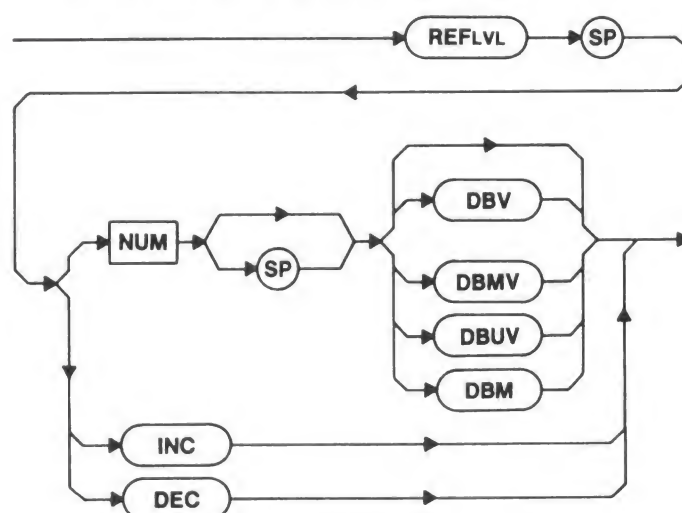 REFLVL SP
DBV
NUM
SP
DBMV
DBUV
DBM
INC
DEC